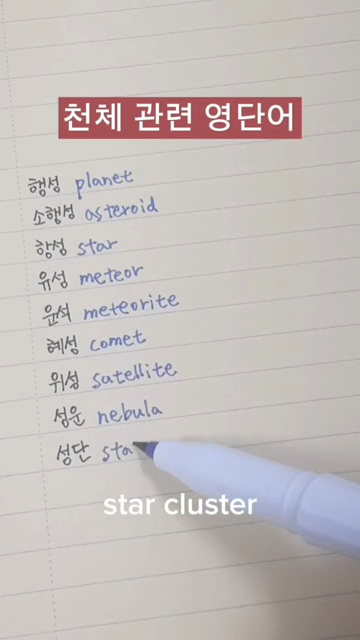 천체 관련 영단어
행성 planet
소행성 asteroid
항성 star
유성 meteor
운석 meteorite
혜성 comet
위성 satellite
성운 nebula
성단 sta
star cluster